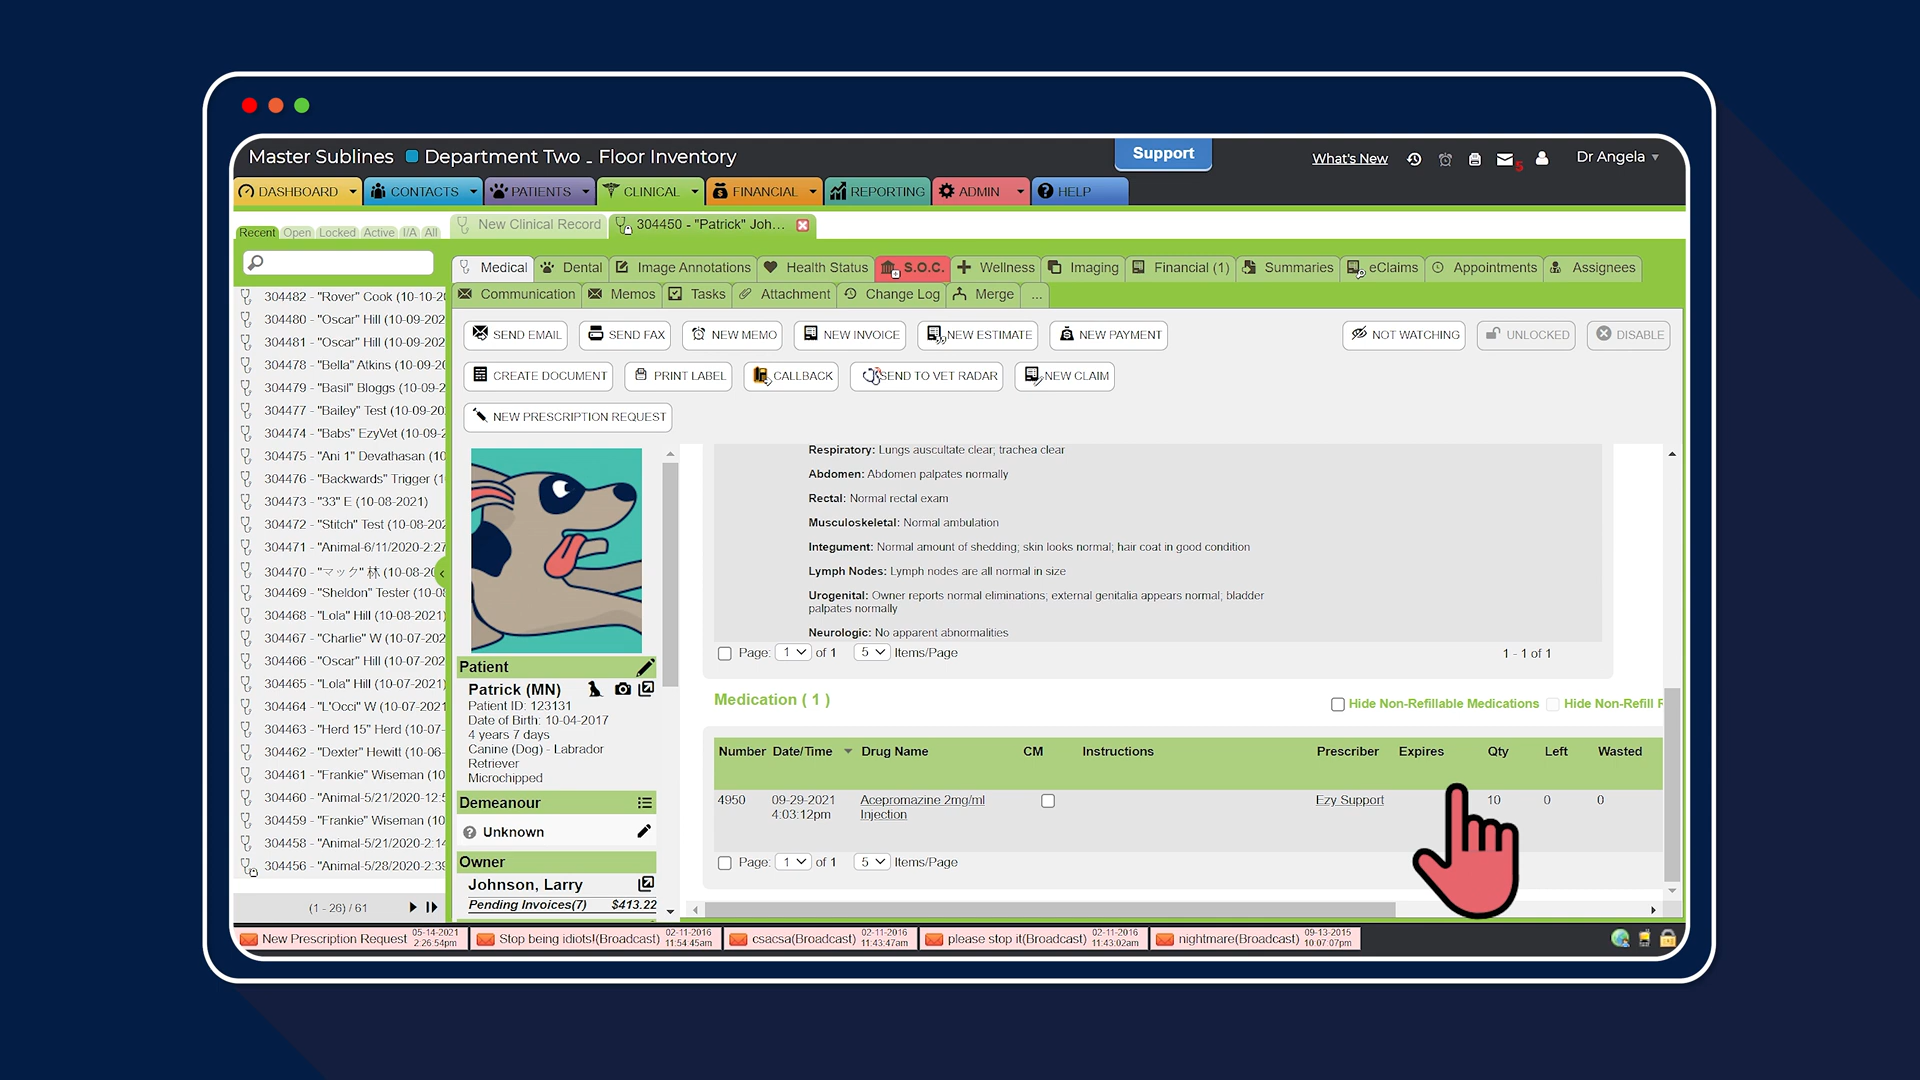 Master Sublines Department Two _ Floor Inventory
Support
What's New
5
Dr Angela
DASHBOARD
CONTACTS
PATIENTS
CLINICAL
FINANCIAL
REPORTING
ADMIN
HELP
Recent Open Locked Active I/A All
New Clinical Record
304450 - "Patrick" Joh...
Medical
Dental
Image Annotations
Health Status
S.O.C.
Wellness
Imaging
Financial (1)
Summaries
eClaims
Appointments
Assignees
Communication
Memos
Tasks
Attachment
Change Log
Merge
...
304482 - "Rover" Cook (10-10-20
304480 - "Oscar" Hill (10-09-202
304481 - "Oscar" Hill (10-09-202
304478 - "Bella" Atkins (10-09-20
304479 - "Basil" Bloggs (10-09-2
304477 - "Bailey" Test (10-09-20
304474 - "Babs" EzyVet (10-09-2
304475 - "Ani 1" Devathasan (10
304476 - "Backwards" Trigger (1
304473 - "33" E (10-08-2021)
304472 - "Stitch" Test (10-08-202
304471 - "Animal-6/11/2020-2:27
304470 - "マック" 林 (10-08-20
304469 - "Sheldon" Tester (10-08
304468 - "Lola" Hill (10-08-2021)
304467 - "Charlie" W (10-07-202
304466 - "Oscar" Hill (10-07-202
304465 - "Lola" Hill (10-07-2021)
304464 - "L'Occi" W (10-07-2021
304463 - "Herd 15" Herd (10-07-
304462 - "Dexter" Hewitt (10-06-
304461 - "Frankie" Wiseman (10
304460 - "Animal-5/21/2020-12:5
304459 - "Frankie" Wiseman (10
304458 - "Animal-5/21/2020-2:14
304456 - "Animal-5/28/2020-2:39
(1 - 26) / 61
SEND EMAIL
SEND FAX
NEW MEMO
NEW INVOICE
NEW ESTIMATE
NEW PAYMENT
NOT WATCHING
UNLOCKED
DISABLE
CREATE DOCUMENT
PRINT LABEL
CALLBACK
SEND TO VET RADAR
NEW CLAIM
NEW PRESCRIPTION REQUEST
Patient
Patrick (MN)
Patient ID: 123131
Date of Birth: 10-04-2017
4 years 7 days
Canine (Dog) - Labrador
Retriever
Microchipped
Demeanour
Unknown
Owner
Johnson, Larry
Pending Invoices(7) $413.22
Respiratory: Lungs auscultate clear; trachea clear
Abdomen: Abdomen palpates normally
Rectal: Normal rectal exam
Musculoskeletal: Normal ambulation
Integument: Normal amount of shedding; skin looks normal; hair coat in good condition
Lymph Nodes: Lymph nodes are all normal in size
Urogenital: Owner reports normal eliminations; external genitalia appears normal; bladder
palpates normally
Neurologic: No apparent abnormalities
Page: 1 of 1 5 Items/Page 1 - 1 of 1
Medication ( 1 )
Hide Non-Refillable Medications Hide Non-Refill
Number Date/Time Drug Name CM Instructions Prescriber Expires Qty Left Wasted
4950 09-29-2021 Acepromazine 2mg/ml Ezy Support 10 0 0
4:03:12pm Injection
Page: 1 of 1 5 Items/Page
New Prescription Request 05-14-2021 2:26:54pm
Stop being idiots!(Broadcast) 02-11-2016 11:54:45am
csacsa(Broadcast) 02-11-2016 11:43:47am
please stop it(Broadcast) 02-11-2016 11:43:02am
nightmare(Broadcast) 09-13-2015 10:07:07pm